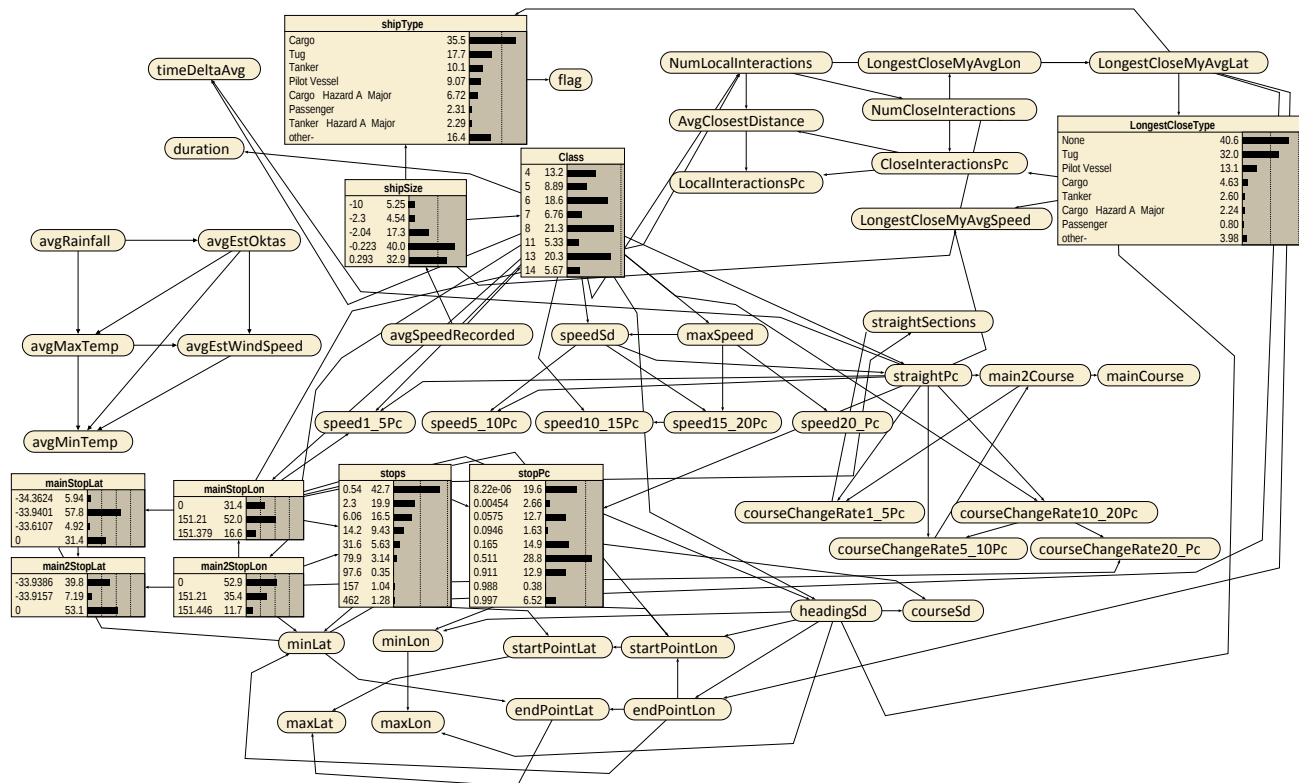 shipType
Cargo 35.5
Tug 17.7
Tanker 10.1
Pilot Vessel 9.07
Cargo Hazard A Major 6.72
Passenger 2.31
Tanker Hazard A Major 2.29
other- 16.4
timeDeltaAvg
flag
NumLocalInteractions
LongestCloseMyAvgLon
LongestCloseMyAvgLat
NumCloseInteractions
AvgClosestDistance
duration
CloseInteractionsPc
LocalInteractionsPc
LongestCloseMyAvgSpeed
LongestCloseType
None 40.6
Tug 32.0
Pilot Vessel 13.1
Cargo 4.63
Tanker 2.60
Cargo Hazard A Major 2.24
Passenger 0.80
other- 3.98
Class
4 13.2
5 8.89
6 18.6
7 6.76
8 21.3
11 5.33
13 20.3
14 5.67
shipSize
-10 5.25
-2.3 4.54
-2.04 17.3
-0.223 40.0
0.293 32.9
avgRainfall
avgEstOktas
avgMaxTemp
avgEstWindSpeed
avgMinTemp
avgSpeedRecorded
speedSd
maxSpeed
straightSections
straightPc
main2Course
mainCourse
speed1_5Pc
speed5_10Pc
speed10_15Pc
speed15_20Pc
speed20_Pc
mainStopLat
-34.3624 5.94
-33.9401 57.8
-33.6107 4.92
0 31.4
mainStopLon
0 31.4
151.21 52.0
151.379 16.6
stops
0.54 42.7
2.3 19.9
6.06 16.5
14.2 9.43
31.6 5.63
79.9 3.14
97.6 0.35
157 1.04
462 1.28
stopPc
8.22e-06 19.6
0.00454 2.66
0.0575 12.7
0.0946 1.63
0.165 14.9
0.511 28.8
0.911 12.9
0.988 0.38
0.997 6.52
main2StopLat
-33.9386 39.8
-33.9157 7.19
0 53.1
main2StopLon
0 52.9
151.21 35.4
151.446 11.7
courseChangeRate1_5Pc
courseChangeRate10_20Pc
courseChangeRate5_10Pc
courseChangeRate20_Pc
headingSd
courseSd
minLat
minLon
startPointLat
startPointLon
maxLat
maxLon
endPointLat
endPointLon